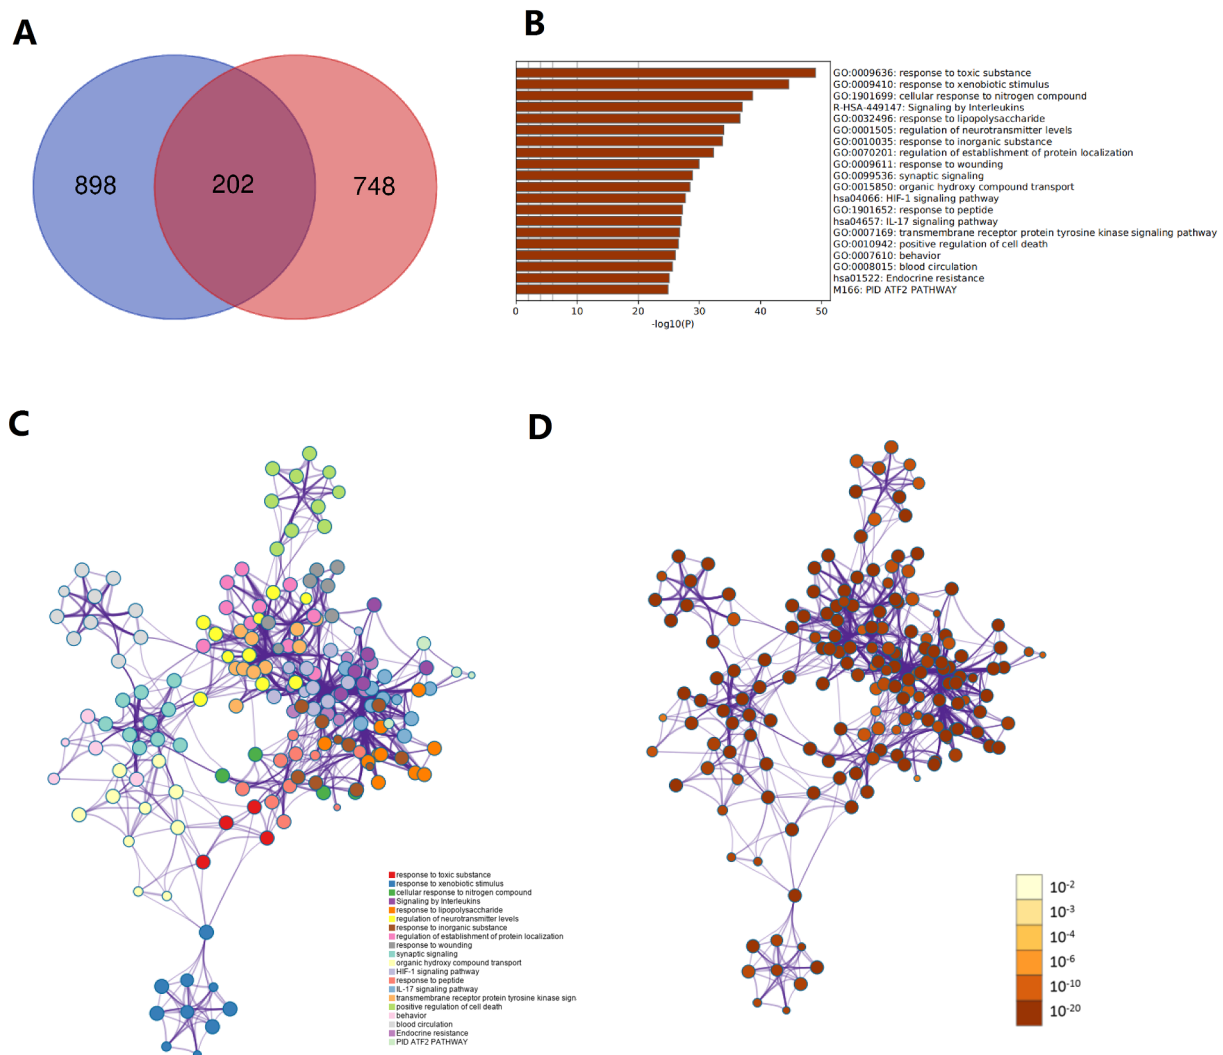 A
898
202
748
B
GO:0009636: response to toxic substance
GO:0009410: response to xenobiotic stimulus
GO:1901699: cellular response to nitrogen compound
R-HSA-449147: Signaling by Interleukins
GO:0032496: response to lipopolysaccharide
GO:0001505: regulation of neurotransmitter levels
GO:0010035: response to inorganic substance
GO:0070201: regulation of establishment of protein localization
GO:0009611: response to wounding
GO:0099536: synaptic signaling
GO:0015850: organic hydroxy compound transport
hsa04066: HIF-1 signaling pathway
GO:1901652: response to peptide
hsa04657: IL-17 signaling pathway
GO:0007169: transmembrane receptor protein tyrosine kinase signaling pathway
GO:0010942: positive regulation of cell death
GO:0007610: behavior
GO:0008015: blood circulation
hsa01522: Endocrine resistance
M166: PID ATF2 PATHWAY
0 10 20 30 40 50
-log10(P)
C
response to toxic substance
response to xenobiotic stimulus
cellular response to nitrogen compound
Signaling by Interleukins
response to lipopolysaccharide
regulation of neurotransmitter levels
response to inorganic substance
regulation of establishment of protein localization
response to wounding
synaptic signaling
organic hydroxy compound transport
HIF-1 signaling pathway
response to peptide
IL-17 signaling pathway
transmembrane receptor protein tyrosine kinase sign
positive regulation of cell death
behavior
blood circulation
Endocrine resistance
PID ATF2 PATHWAY
D
10-2
10-3
10-4
10-6
10-10
10-20